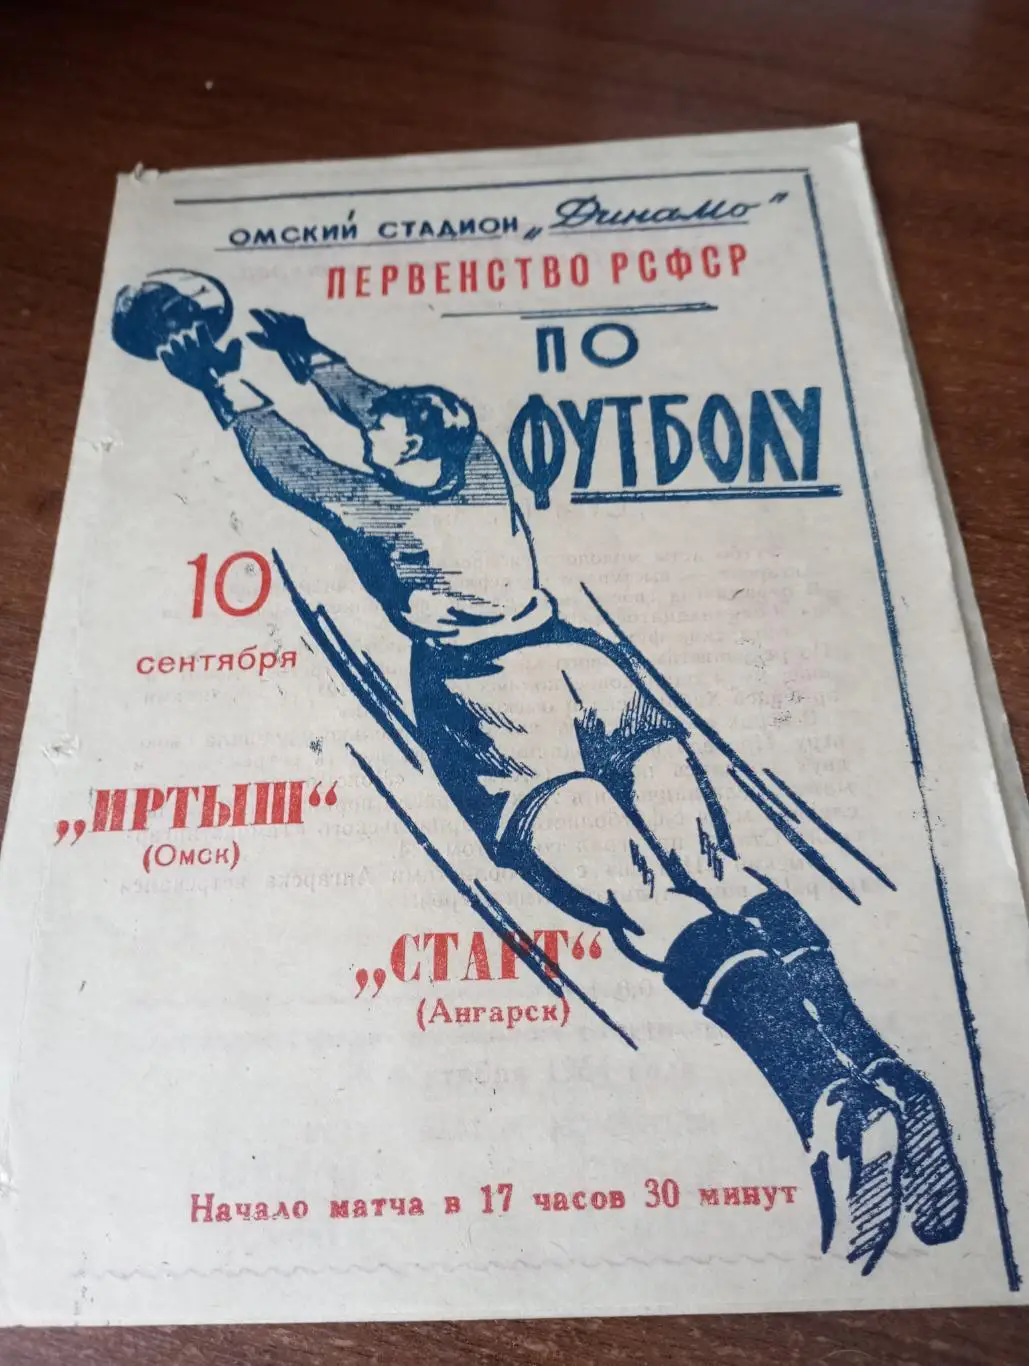 ОМСКИЙ СТАДИОН „Динамо"
ПЕРВЕНСТВО РСФСР
ПО
ФУТБОЛУ
10
сентября
„ИРТЫШ“
(Омск)
„СТАРТ“
(Ангарск)
Начало матча в 17 часов 30 минут